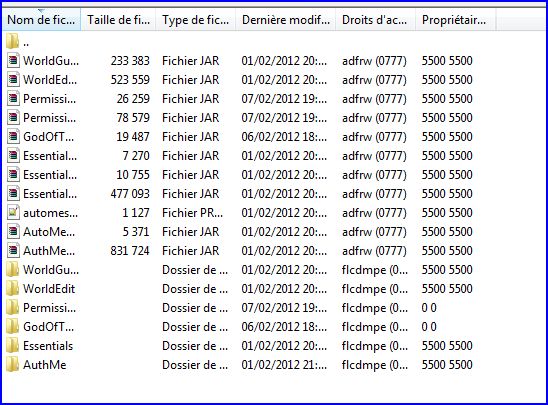 Nom de fic... Taille de f... Type de fic... Dernière modif... Droits d'ac... Propriétair...
..
WorldGu... 233 383 Fichier JAR 01/02/2012 20:... adfrw (0777) 5500 5500
WorldEd... 523 559 Fichier JAR 01/02/2012 20:... adfrw (0777) 5500 5500
Permissi... 26 259 Fichier JAR 07/02/2012 19:... adfrw (0777) 5500 5500
Permissi... 78 579 Fichier JAR 07/02/2012 19:... adfrw (0777) 5500 5500
GodOfT... 19 487 Fichier JAR 06/02/2012 18:... adfrw (0777) 5500 5500
Essential... 7 270 Fichier JAR 01/02/2012 20:... adfrw (0777) 5500 5500
Essential... 10 755 Fichier JAR 01/02/2012 20:... adfrw (0777) 5500 5500
Essential... 477 093 Fichier JAR 01/02/2012 20:... adfrw (0777) 5500 5500
automes... 1 127 Fichier PR... 01/02/2012 20:... adfrw (0777) 5500 5500
AutoMe... 5 371 Fichier JAR 01/02/2012 20:... adfrw (0777) 5500 5500
AuthMe... 831 724 Fichier JAR 01/02/2012 20:... adfrw (0777) 5500 5500
WorldGu... Dossier de ... 01/02/2012 20:... flcdmpe (0... 5500 5500
WorldEdit Dossier de ... 01/02/2012 20:... flcdmpe (0... 5500 5500
Permissi... Dossier de ... 07/02/2012 19:... flcdmpe (0... 0 0
GodOfT... Dossier de ... 06/02/2012 18:... flcdmpe (0... 0 0
Essentials Dossier de ... 01/02/2012 20:... flcdmpe (0... 5500 5500
AuthMe Dossier de ... 01/02/2012 21:... flcdmpe (0... 5500 5500